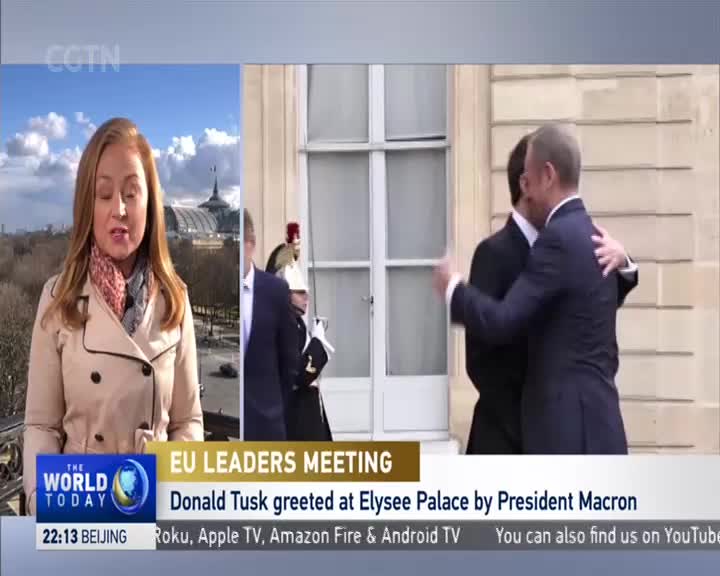 CGTN
EU LEADERS MEETING
THE
WORLD
TODAY
Donald Tusk greeted at Elysee Palace by President Macron
22:13 BEIJING
Roku, Apple TV, Amazon Fire & Android TV You can also find us on YouTube